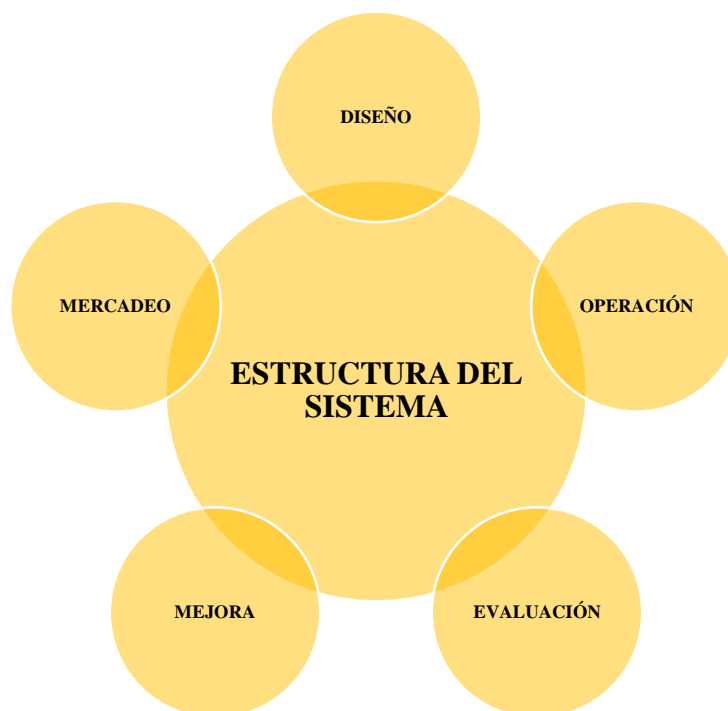 DISEÑO
MERCADEO
OPERACIÓN
ESTRUCTURA DEL
SISTEMA
MEJORA
EVALUACIÓN